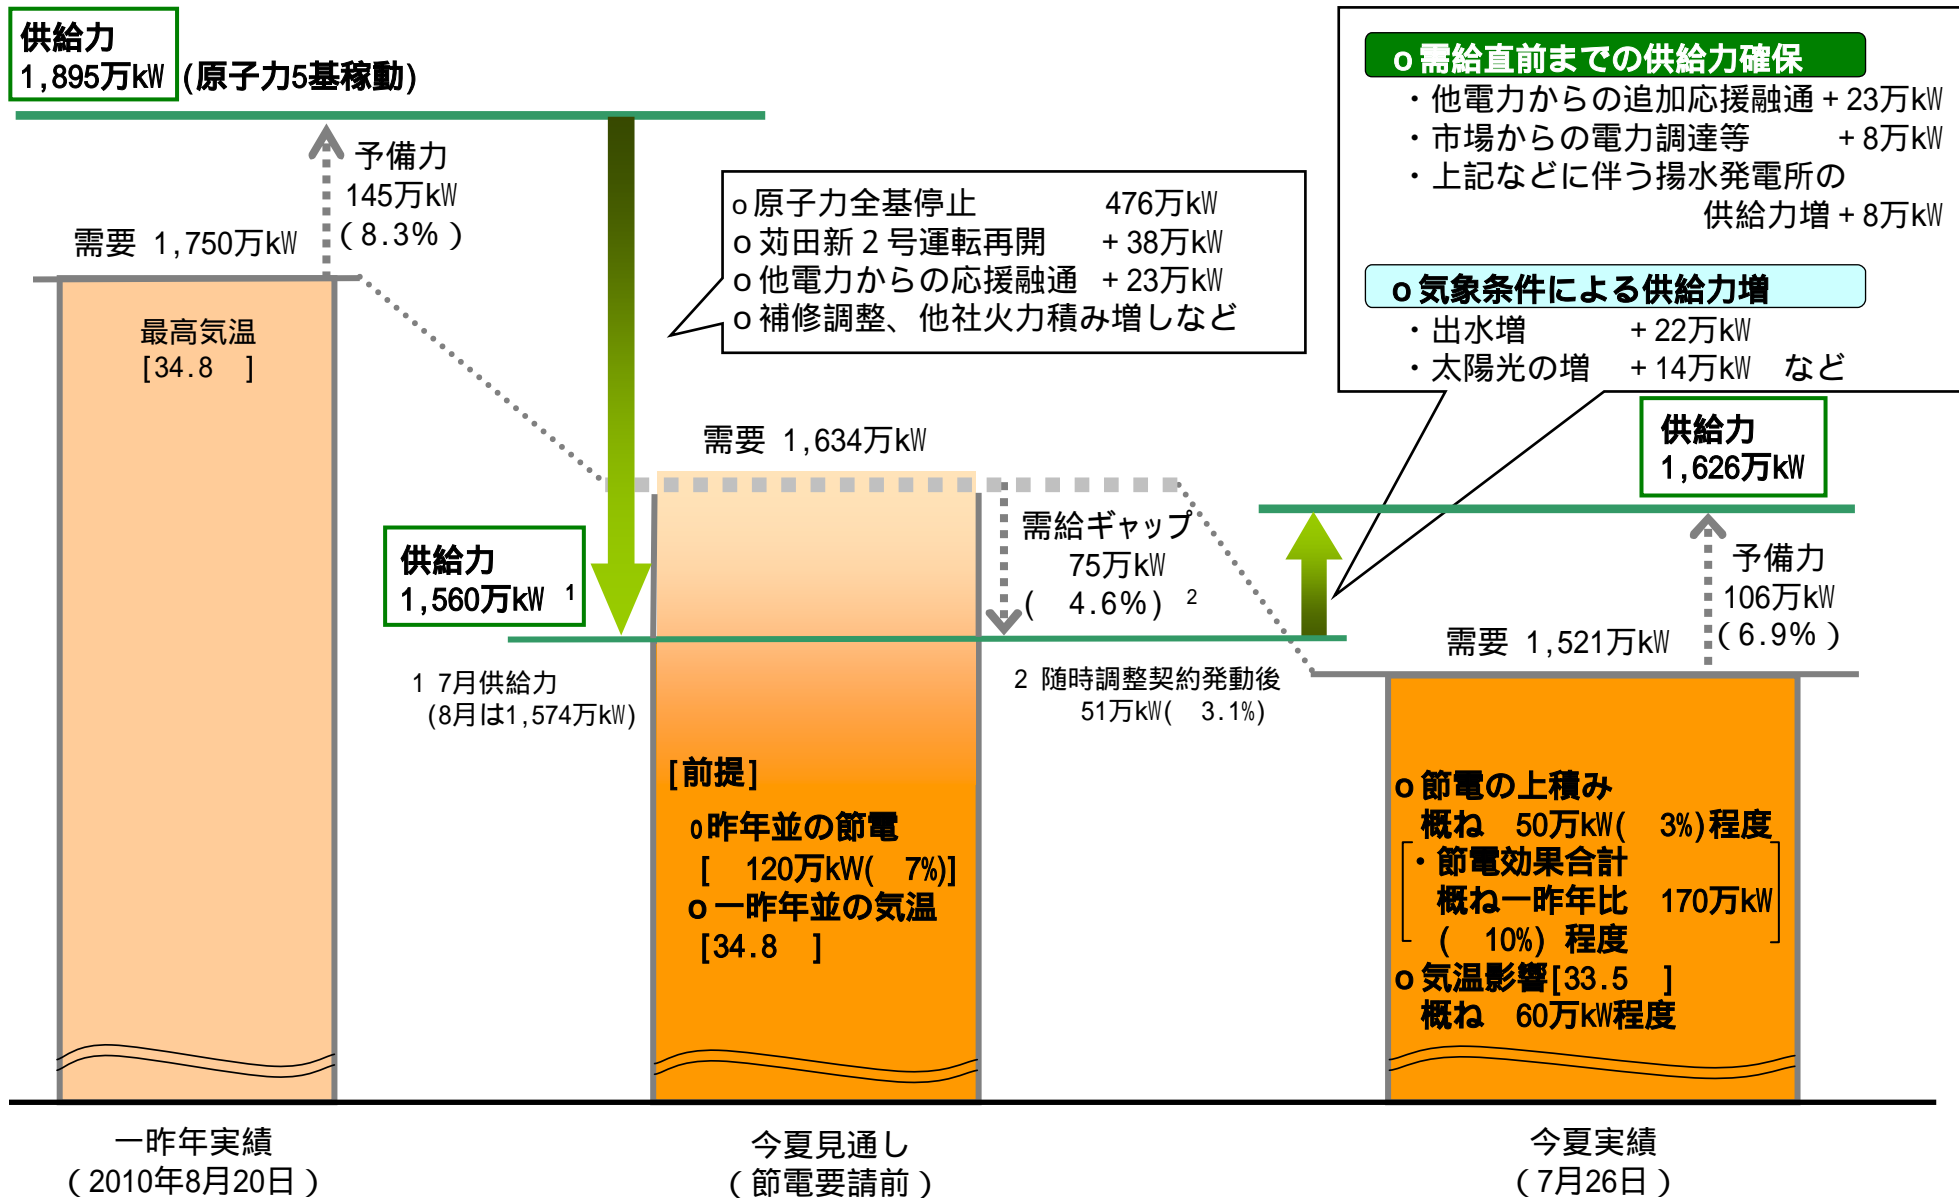 供給力
1,895万kW (原子力5基稼動)
予備力
145万kW
(8.3%)
需要 1,750万kW
最高気温
[34.8 ]
一昨年実績
(2010年8月20日)
o 原子力全基停止 476万kW
o 苅田新2号運転再開 +38万kW
o 他電力からの応援融通 +23万kW
o 補修調整、他社火力積み増しなど
需要 1,634万kW
供給力
1,560万kW 1
1 7月供給力
(8月は1,574万kW)
需給ギャップ
75万kW
( 4.6%) 2
2 随時調整契約発動後
51万kW( 3.1%)
[前提]
o昨年並の節電
[ 120万kW( 7%)]
o 一昨年並の気温
[34.8 ]
今夏見通し
(節電要請前)
o 需給直前までの供給力確保
・他電力からの追加応援融通 +23万kW
・市場からの電力調達等 +8万kW
・上記などに伴う揚水発電所の
供給力増 +8万kW
o 気象条件による供給力増
・出水増 +22万kW
・太陽光の増 +14万kW など
供給力
1,626万kW
予備力
106万kW
(6.9%)
需要 1,521万kW
o 節電の上積み
概ね 50万kW( 3%)程度
・節電効果合計
概ね一昨年比 170万kW
( 10%) 程度
o 気温影響[33.5 ]
概ね 60万kW程度
今夏実績
(7月26日)